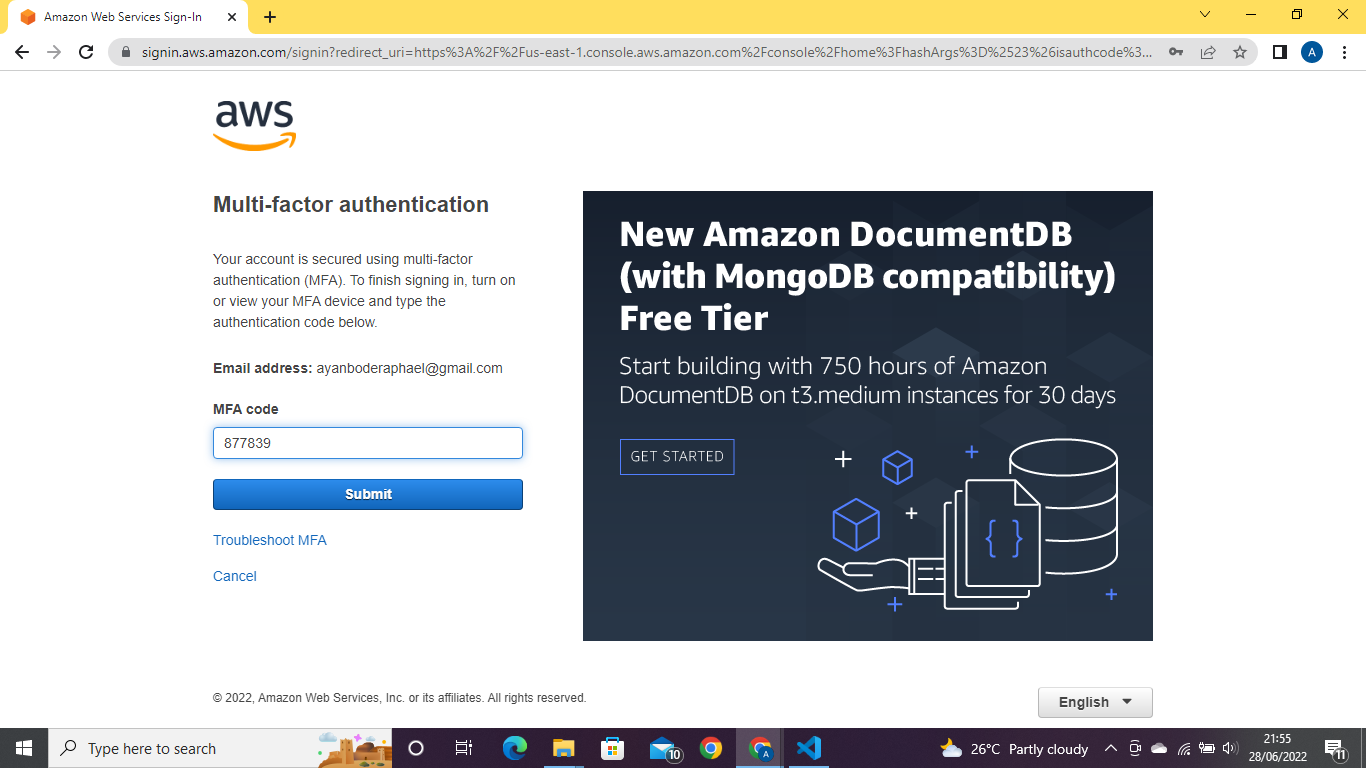 Amazon Web Services Sign-In
signin.aws.amazon.com/signin?redirect_uri=https%3A%2F%2Fus-east-1.console.aws.amazon.com%2Fconsole%2Fhome%3FhashArgs%3D%2523%26isauthcode%3...
A
aws
Multi-factor authentication
Your account is secured using multi-factor
authentication (MFA). To finish signing in, turn on
or view your MFA device and type the
authentication code below.
Email address: ayanboderaphael@gmail.com
MFA code
877839
Submit
Troubleshoot MFA
Cancel
New Amazon DocumentDB
(with MongoDB compatibility)
Free Tier
Start building with 750 hours of Amazon
DocumentDB on t3.medium instances for 30 days
GET STARTED
{ }
© 2022, Amazon Web Services, Inc. or its affiliates. All rights reserved.
English
Type here to search
10
A
26°C Partly cloudy
21:55
28/06/2022
11